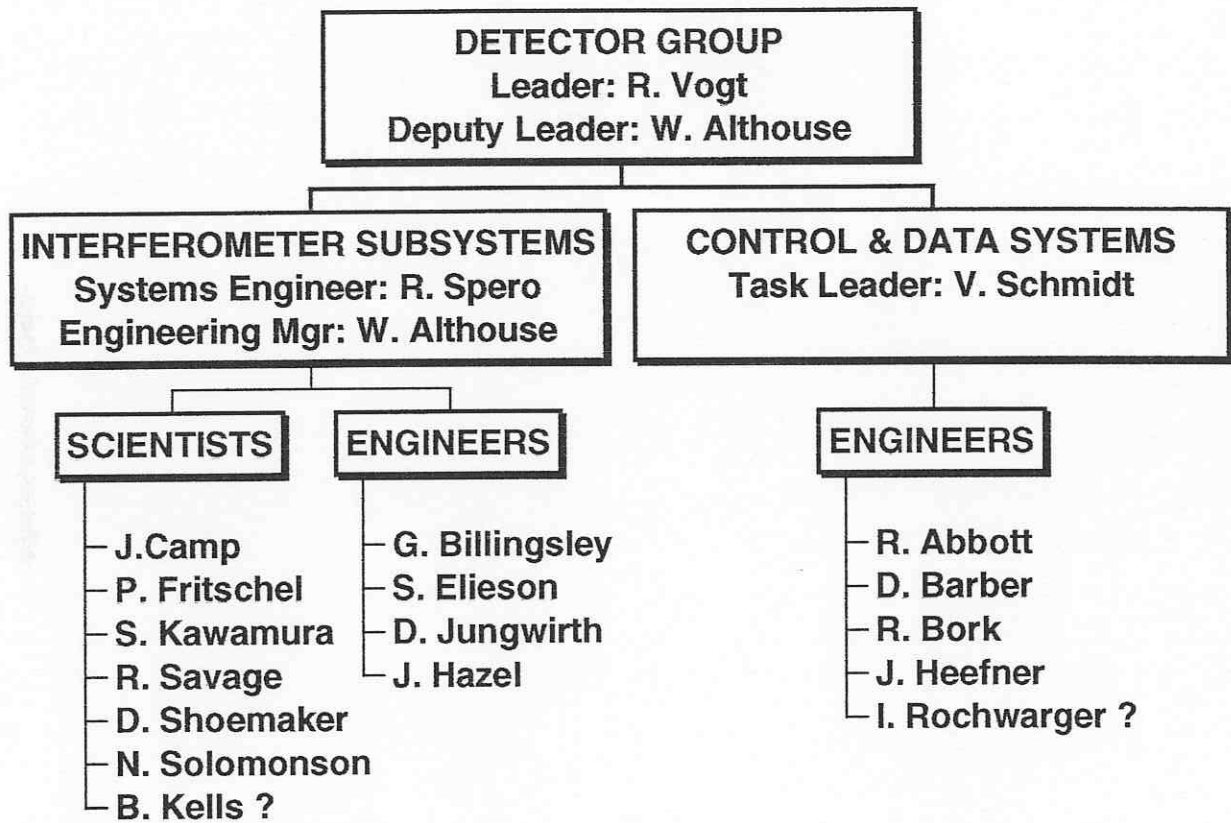 DETECTOR GROUP
Leader: R. Vogt
Deputy Leader: W. Althouse
INTERFEROMETER SUBSYSTEMS
Systems Engineer: R. Spero
Engineering Mgr: W. Althouse
CONTROL & DATA SYSTEMS
Task Leader: V. Schmidt
SCIENTISTS
J.Camp
P. Fritschel
S. Kawamura
R. Savage
D. Shoemaker
N. Solomonson
B. Kells ?
ENGINEERS
G. Billingsley
S. Elieson
D. Jungwirth
J. Hazel
ENGINEERS
R. Abbott
D. Barber
R. Bork
J. Heefner
I. Rochwarger ?